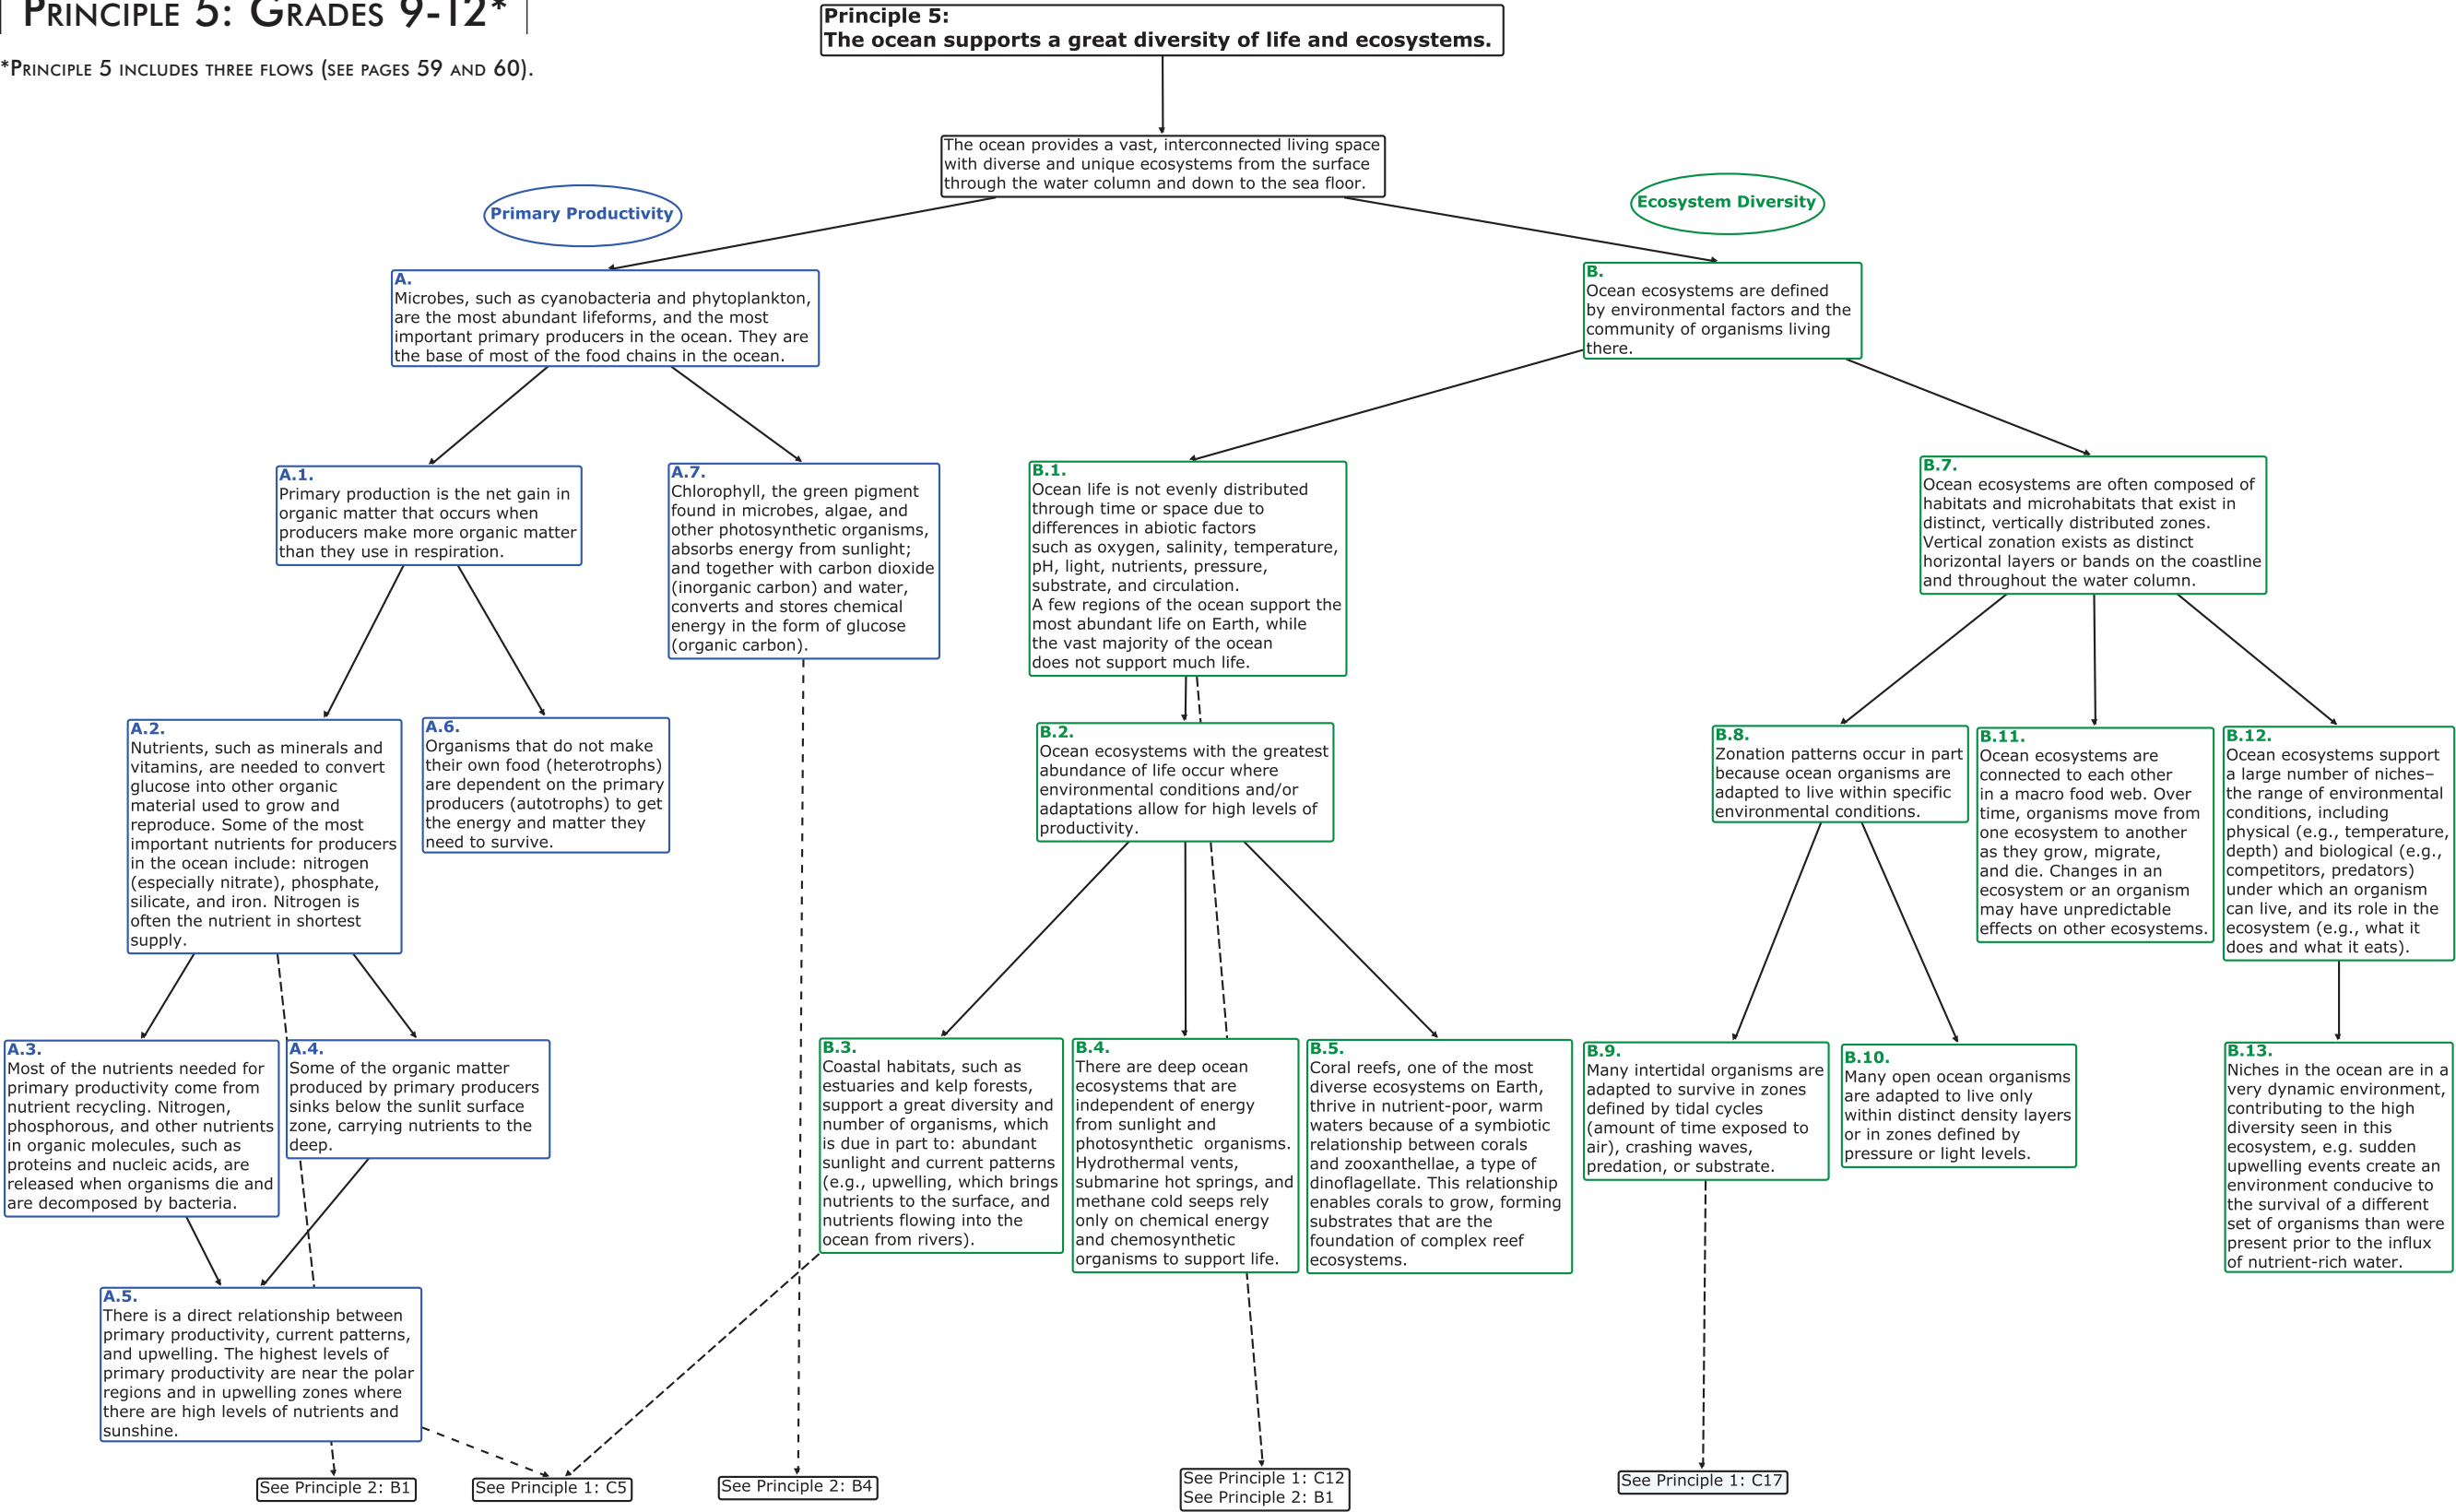 Principle 5: Grades 9-12*
*Principle 5 includes three flows (see pages 59 and 60).
Principle 5:
The ocean supports a great diversity of life and ecosystems.
The ocean provides a vast, interconnected living space
with diverse and unique ecosystems from the surface
through the water column and down to the sea floor.
Primary Productivity
Ecosystem Diversity
A.
Microbes, such as cyanobacteria and phytoplankton,
are the most abundant lifeforms, and the most
important primary producers in the ocean. They are
the base of most of the food chains in the ocean.
B.
Ocean ecosystems are defined
by environmental factors and the
community of organisms living
there.
A.1.
Primary production is the net gain in
organic matter that occurs when
producers make more organic matter
than they use in respiration.
A.7.
Chlorophyll, the green pigment
found in microbes, algae, and
other photosynthetic organisms,
absorbs energy from sunlight;
and together with carbon dioxide
(inorganic carbon) and water,
converts and stores chemical
energy in the form of glucose
(organic carbon).
B.1.
Ocean life is not evenly distributed
through time or space due to
differences in abiotic factors
such as oxygen, salinity, temperature,
pH, light, nutrients, pressure,
substrate, and circulation.
A few regions of the ocean support the
most abundant life on Earth, while
the vast majority of the ocean
does not support much life.
B.7.
Ocean ecosystems are often composed of
habitats and microhabitats that exist in
distinct, vertically distributed zones.
Vertical zonation exists as distinct
horizontal layers or bands on the coastline
and throughout the water column.
A.2.
Nutrients, such as minerals and
vitamins, are needed to convert
glucose into other organic
material used to grow and
reproduce. Some of the most
important nutrients for producers
in the ocean include: nitrogen
(especially nitrate), phosphate,
silicate, and iron. Nitrogen is
often the nutrient in shortest
supply.
A.6.
Organisms that do not make
their own food (heterotrophs)
are dependent on the primary
producers (autotrophs) to get
the energy and matter they
need to survive.
B.2.
Ocean ecosystems with the greatest
abundance of life occur where
environmental conditions and/or
adaptations allow for high levels of
productivity.
B.8.
Zonation patterns occur in part
because ocean organisms are
adapted to live within specific
environmental conditions.
B.11.
Ocean ecosystems are
connected to each other
in a macro food web. Over
time, organisms move from
one ecosystem to another
as they grow, migrate,
and die. Changes in an
ecosystem or an organism
may have unpredictable
effects on other ecosystems.
B.12.
Ocean ecosystems support
a large number of niches–
the range of environmental
conditions, including
physical (e.g., temperature,
depth) and biological (e.g.,
competitors, predators)
under which an organism
can live, and its role in the
ecosystem (e.g., what it
does and what it eats).
A.3.
Most of the nutrients needed for
primary productivity come from
nutrient recycling. Nitrogen,
phosphorous, and other nutrients
in organic molecules, such as
proteins and nucleic acids, are
released when organisms die and
are decomposed by bacteria.
A.4.
Some of the organic matter
produced by primary producers
sinks below the sunlit surface
zone, carrying nutrients to the
deep.
B.3.
Coastal habitats, such as
estuaries and kelp forests,
support a great diversity and
number of organisms, which
is due in part to: abundant
sunlight and current patterns
(e.g., upwelling, which brings
nutrients to the surface, and
nutrients flowing into the
ocean from rivers).
B.4.
There are deep ocean
ecosystems that are
independent of energy
from sunlight and
photosynthetic organisms.
Hydrothermal vents,
submarine hot springs, and
methane cold seeps rely
only on chemical energy
and chemosynthetic
organisms to support life.
B.5.
Coral reefs, one of the most
diverse ecosystems on Earth,
thrive in nutrient-poor, warm
waters because of a symbiotic
relationship between corals
and zooxanthellae, a type of
dinoflagellate. This relationship
enables corals to grow, forming
substrates that are the
foundation of complex reef
ecosystems.
B.9.
Many intertidal organisms are
adapted to survive in zones
defined by tidal cycles
(amount of time exposed to
air), crashing waves,
predation, or substrate.
B.10.
Many open ocean organisms
are adapted to live only
within distinct density layers
or in zones defined by
pressure or light levels.
B.13.
Niches in the ocean are in a
very dynamic environment,
contributing to the high
diversity seen in this
ecosystem, e.g. sudden
upwelling events create an
environment conducive to
the survival of a different
set of organisms than were
present prior to the influx
of nutrient-rich water.
A.5.
There is a direct relationship between
primary productivity, current patterns,
and upwelling. The highest levels of
primary productivity are near the polar
regions and in upwelling zones where
there are high levels of nutrients and
sunshine.
See Principle 2: B1
See Principle 1: C5
See Principle 2: B4
See Principle 1: C12
See Principle 2: B1
See Principle 1: C17